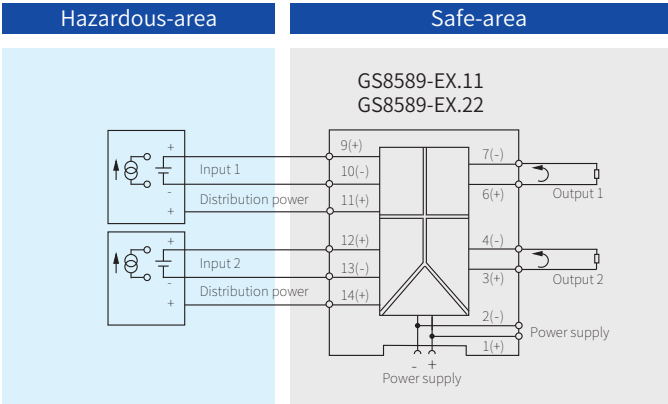 Hazardous-area
Safe-area
GS8589-EX.11
GS8589-EX.22
+
9(+)
7(-)
Input 1
10(-)
-
Distribution power
11(+)
6(+)
Output 1
+
+
12(+)
4(-)
Input 2
13(-)
-
Distribution power
14(+)
3(+)
Output 2
+
2(-)
Power supply
1(+)
- +
Power supply